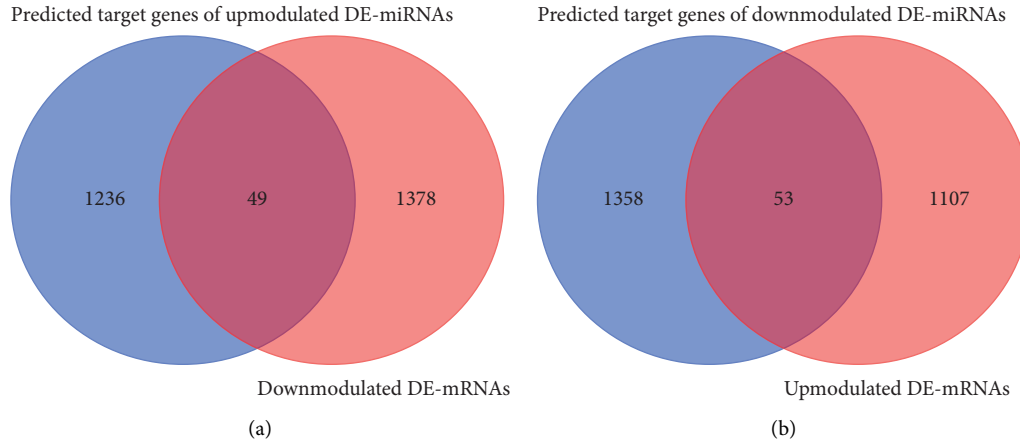 Predicted target genes of upmodulated DE-miRNAs
1236
49
1378
Downmodulated DE-mRNAs
(a)
Predicted target genes of downmodulated DE-miRNAs
1358
53
1107
Upmodulated DE-mRNAs
(b)